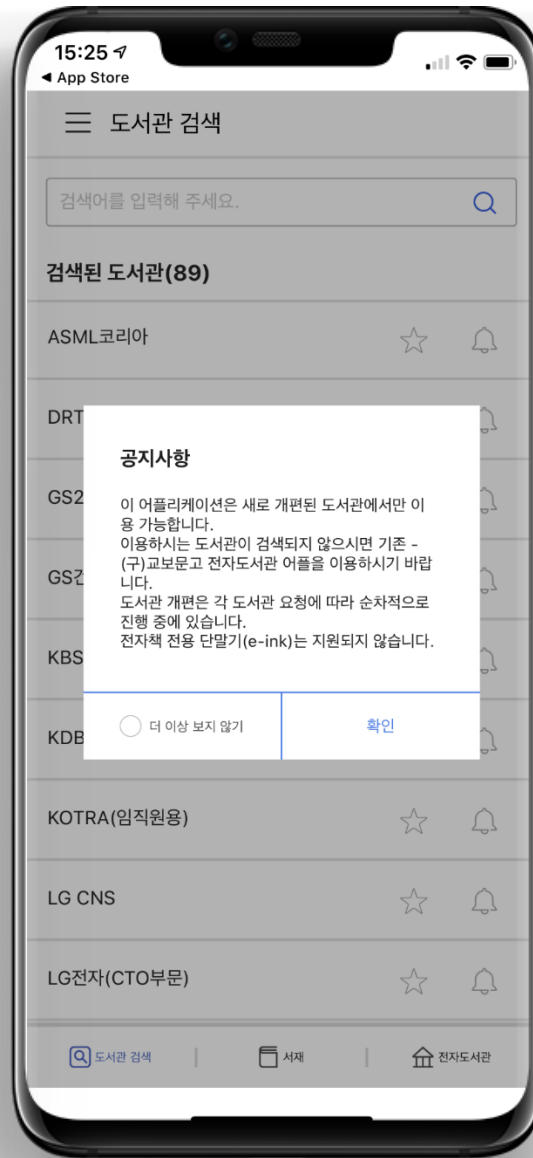 15:25
◀ App Store
도서관 검색
검색어를 입력해 주세요.
검색된 도서관(89)
ASML코리아
DRT
공지사항
GS2
이 어플리케이션은 새로 개편된 도서관에서만 이
용 가능합니다.
이용하시는 도서관이 검색되지 않으시면 기존 -
(구)교보문고 전자도서관 어플을 이용하시기 바랍
니다.
도서관 개편은 각 도서관 요청에 따라 순차적으로
진행 중에 있습니다.
전자책 전용 단말기(e-ink)는 지원되지 않습니다.
KBS
더 이상 보지 않기
확인
KDB
KOTRA(임직원용)
LG CNS
LG전자(CTO부문)
도서관 검색 | 서재 | 전자도서관